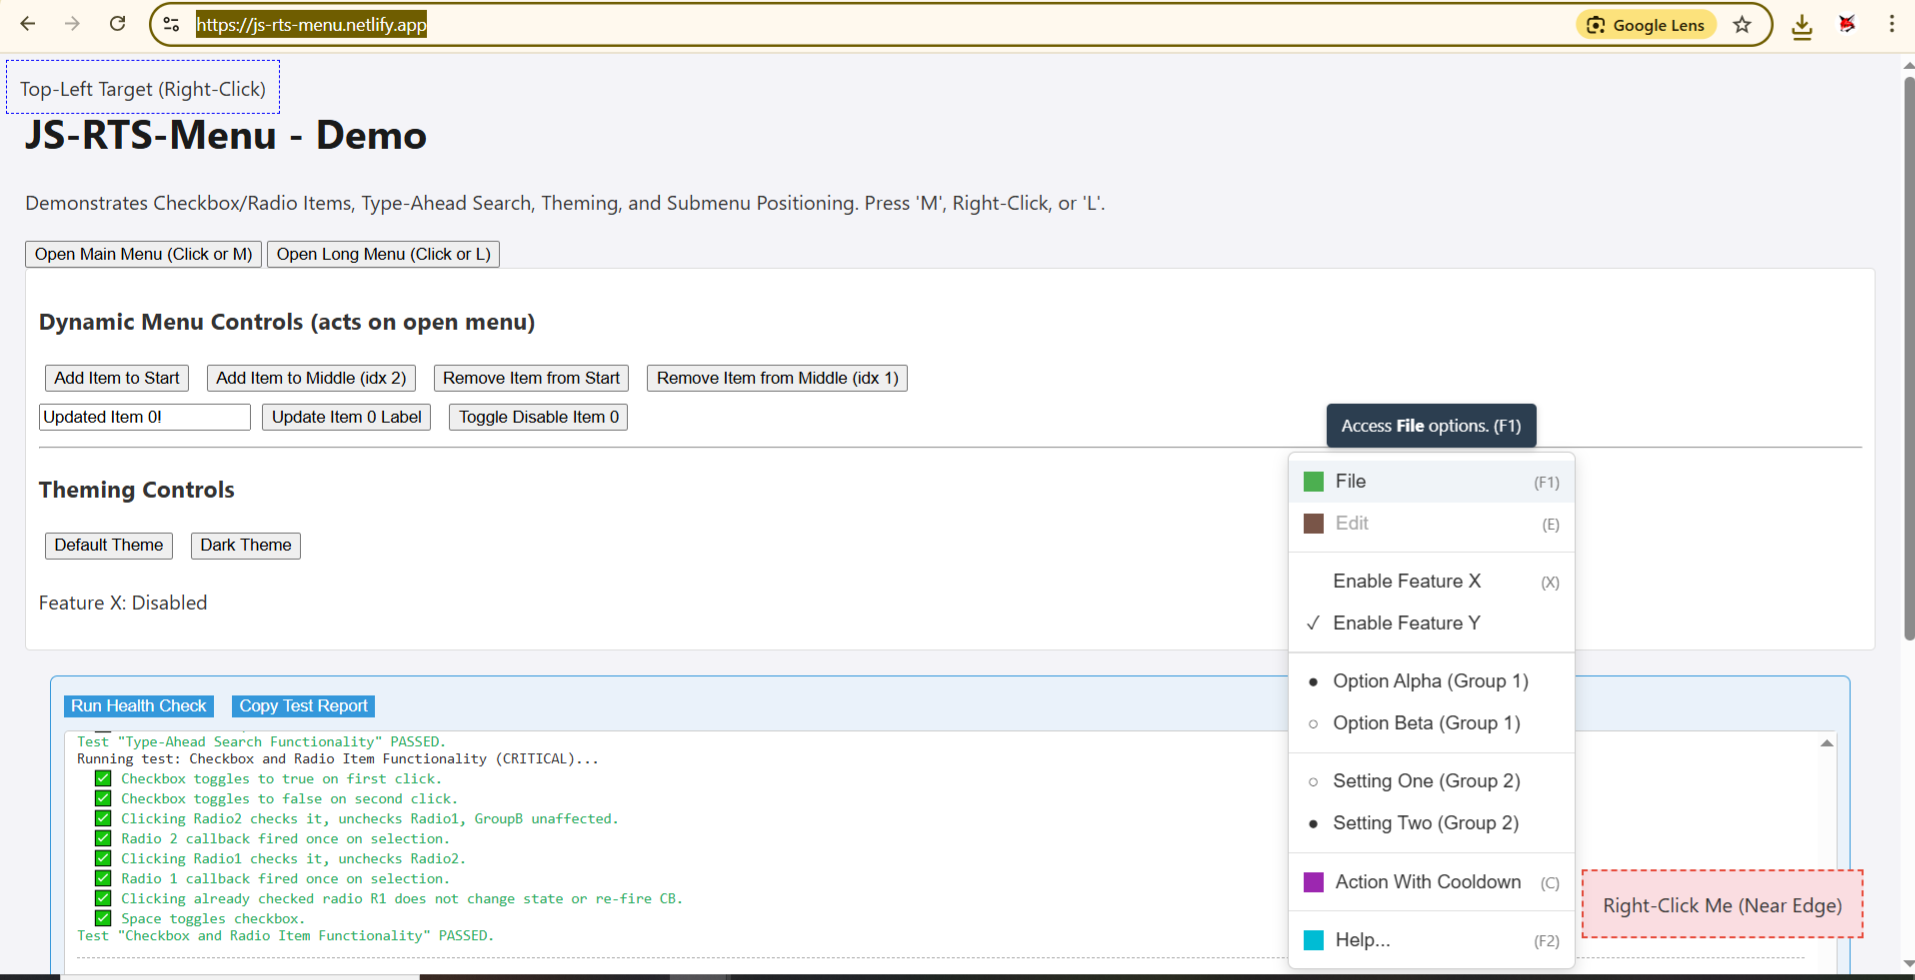 https://js-rts-menu.netlify.app
Google Lens
Top-Left Target (Right-Click)
JS-RTS-Menu - Demo
Demonstrates Checkbox/Radio Items, Type-Ahead Search, Theming, and Submenu Positioning. Press 'M', Right-Click, or 'L'.
Open Main Menu (Click or M) Open Long Menu (Click or L)
Dynamic Menu Controls (acts on open menu)
Add Item to Start Add Item to Middle (idx 2) Remove Item from Start Remove Item from Middle (idx 1)
Updated Item 0! Update Item 0 Label Toggle Disable Item 0
Theming Controls
Default Theme Dark Theme
Feature X: Disabled
Run Health Check Copy Test Report
Test "Type-Ahead Search Functionality" PASSED.
Running test: Checkbox and Radio Item Functionality (CRITICAL)...
✅ Checkbox toggles to true on first click.
✅ Checkbox toggles to false on second click.
✅ Clicking Radio2 checks it, unchecks Radio1, GroupB unaffected.
✅ Radio 2 callback fired once on selection.
✅ Clicking Radio1 checks it, unchecks Radio2.
✅ Radio 1 callback fired once on selection.
✅ Clicking already checked radio R1 does not change state or re-fire CB.
✅ Space toggles checkbox.
Test "Checkbox and Radio Item Functionality" PASSED.
Access File options. (F1)
File (F1)
Edit (E)
Enable Feature X (X)
✓ Enable Feature Y
● Option Alpha (Group 1)
○ Option Beta (Group 1)
○ Setting One (Group 2)
● Setting Two (Group 2)
Action With Cooldown (C)
Help... (F2)
Right-Click Me (Near Edge)